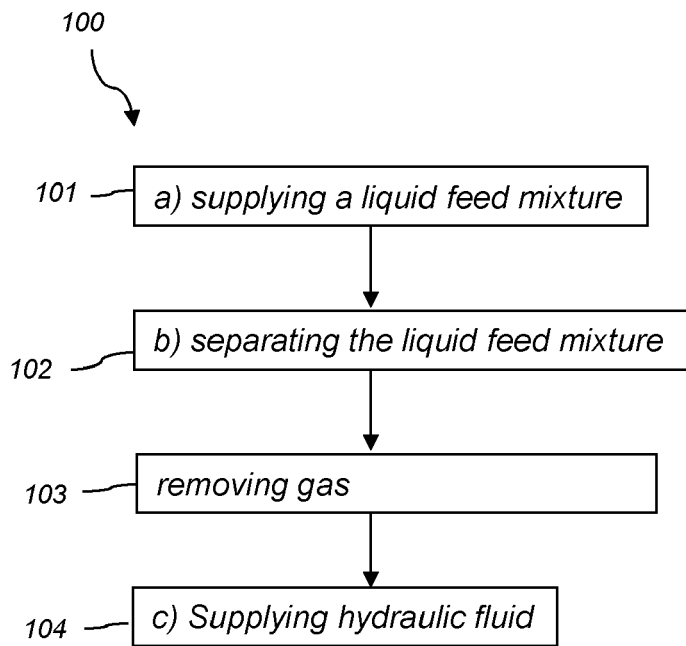 100
101
a) supplying a liquid feed mixture
b) separating the liquid feed mixture
102
removing gas
103
c) Supplying hydraulic fluid
104